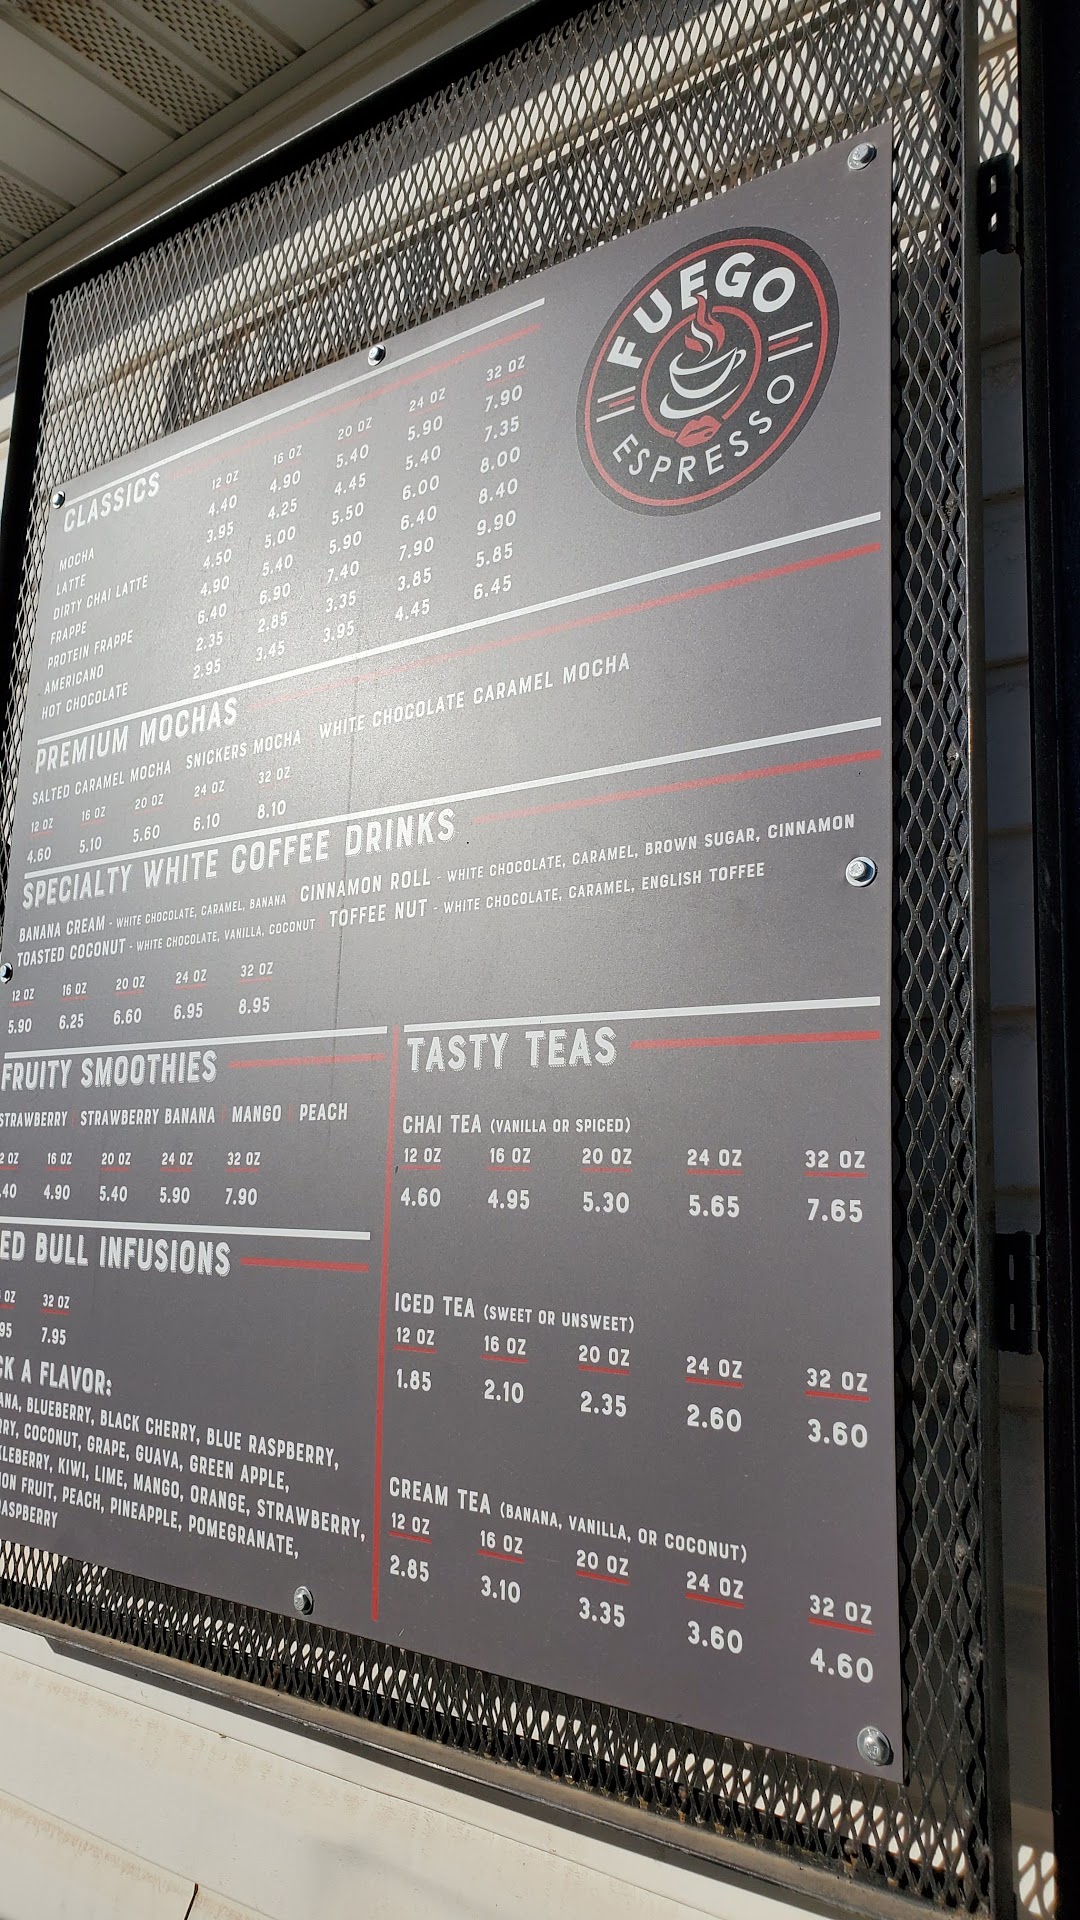 FUEGO
ESPRESSO
CLASSICS 12 OZ 16 OZ 20 OZ 24 OZ 32 OZ
MOCHA 4.40 4.90 5.40 5.90 7.90
LATTE 3.95 4.25 4.45 5.40 7.35
DIRTY CHAI LATTE 4.50 5.00 5.50 6.00 8.00
FRAPPE 4.90 5.40 5.90 6.40 8.40
PROTEIN FRAPPE 6.40 6.90 7.40 7.90 9.90
AMERICANO 2.35 2.85 3.35 3.85 5.85
HOT CHOCOLATE 2.95 3.45 3.95 4.45 6.45
PREMIUM MOCHAS
SALTED CARAMEL MOCHA SNICKERS MOCHA WHITE CHOCOLATE CARAMEL MOCHA
12 OZ 16 OZ 20 OZ 24 OZ 32 OZ
4.60 5.10 5.60 6.10 8.10
SPECIALTY WHITE COFFEE DRINKS
BANANA CREAM - WHITE CHOCOLATE, CARAMEL, BANANA CINNAMON ROLL - WHITE CHOCOLATE, CARAMEL, BROWN SUGAR, CINNAMON
TOASTED COCONUT - WHITE CHOCOLATE, VANILLA, COCONUT TOFFEE NUT - WHITE CHOCOLATE, CARAMEL, ENGLISH TOFFEE
12 OZ 16 OZ 20 OZ 24 OZ 32 OZ
5.90 6.25 6.60 6.95 8.95
FRUITY SMOOTHIES
STRAWBERRY STRAWBERRY BANANA MANGO PEACH
2 OZ 16 OZ 20 OZ 24 OZ 32 OZ
.40 4.90 5.40 5.90 7.90
ED BULL INFUSIONS
OZ 32 OZ
95 7.95
CK A FLAVOR:
ANA, BLUEBERRY, BLACK CHERRY, BLUE RASPBERRY,
RRY, COCONUT, GRAPE, GUAVA, GREEN APPLE,
KLEBERRY, KIWI, LIME, MANGO, ORANGE, STRAWBERRY,
ION FRUIT, PEACH, PINEAPPLE, POMEGRANATE,
RASPBERRY
TASTY TEAS
CHAI TEA (VANILLA OR SPICED)
12 OZ 16 OZ 20 OZ 24 OZ 32 OZ
4.60 4.95 5.30 5.65 7.65
ICED TEA (SWEET OR UNSWEET)
12 OZ 16 OZ 20 OZ 24 OZ 32 OZ
1.85 2.10 2.35 2.60 3.60
CREAM TEA (BANANA, VANILLA, OR COCONUT)
12 OZ 16 OZ 20 OZ 24 OZ 32 OZ
2.85 3.10 3.35 3.60 4.60